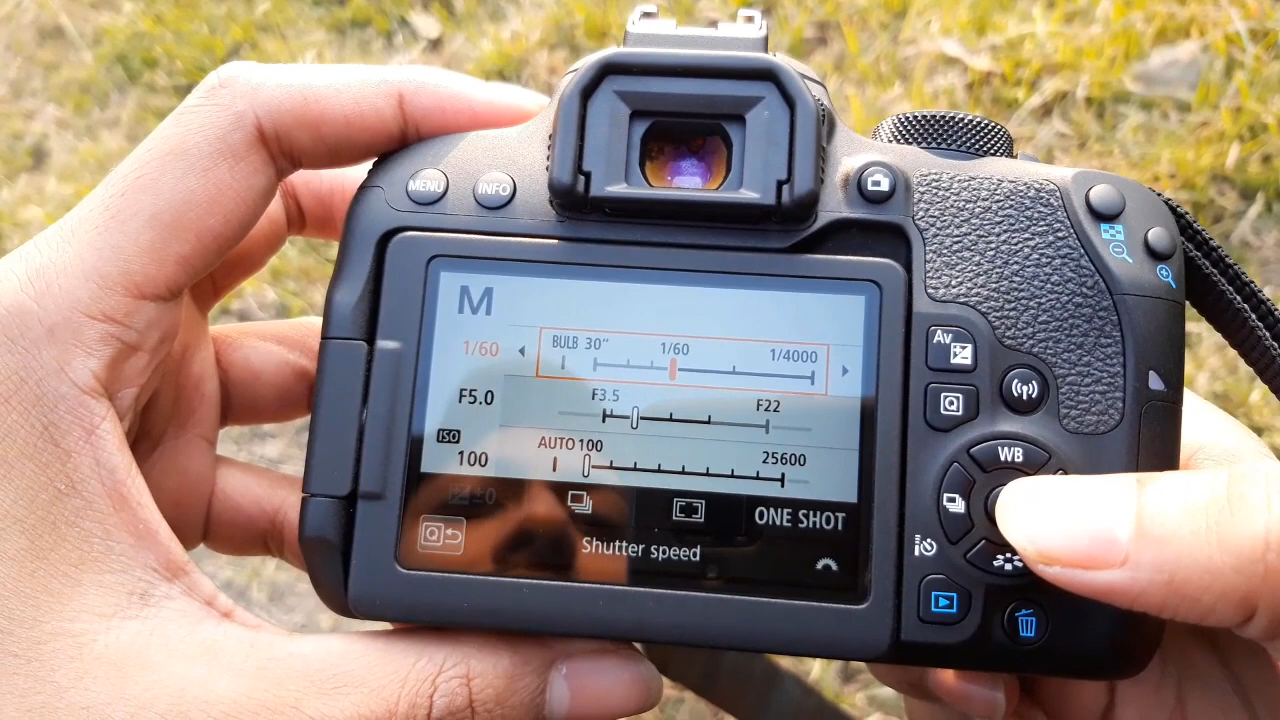 MENU INFO
M
1/60 BULB 30" 1/60 1/4000
F5.0 F3.5 F22
ISO 100 AUTO 100 25600
±0
ONE SHOT
Q
Shutter speed
Av
Q
WB